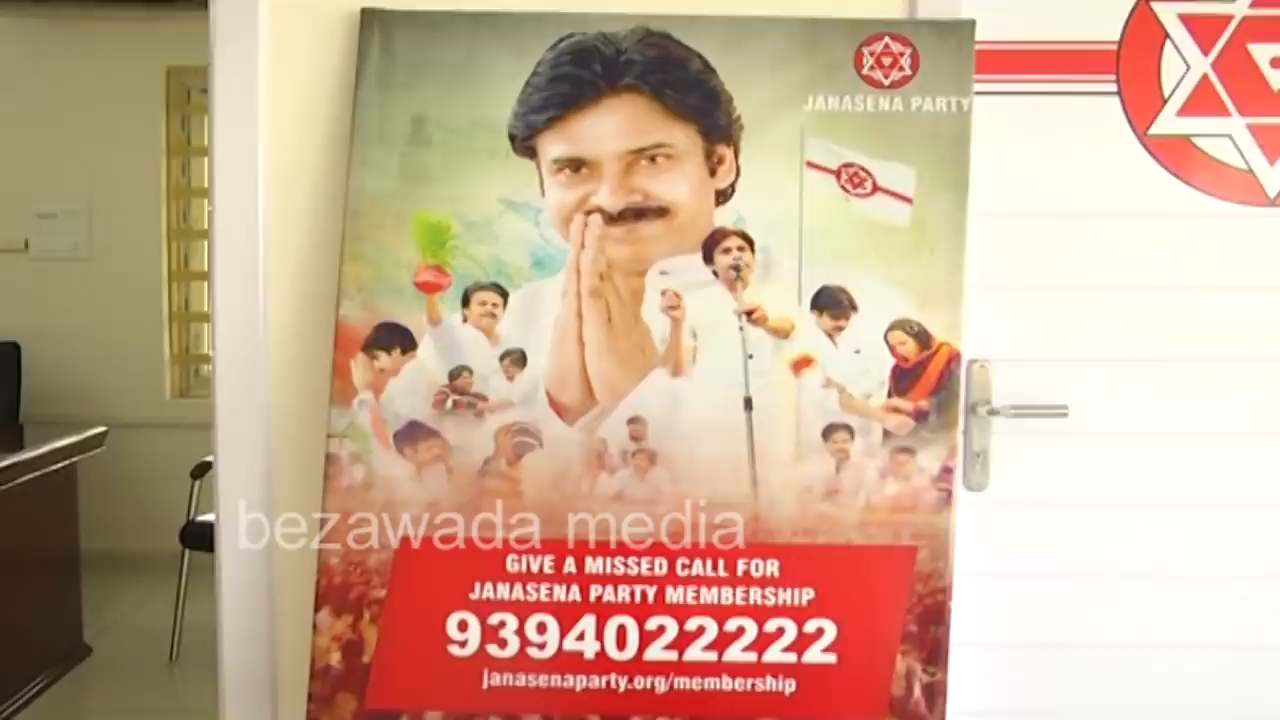 JANASENA PARTY
bezawada media
GIVE A MISSED CALL FOR
JANASENA PARTY MEMBERSHIP
9394022222
janasenaparty.org/membership